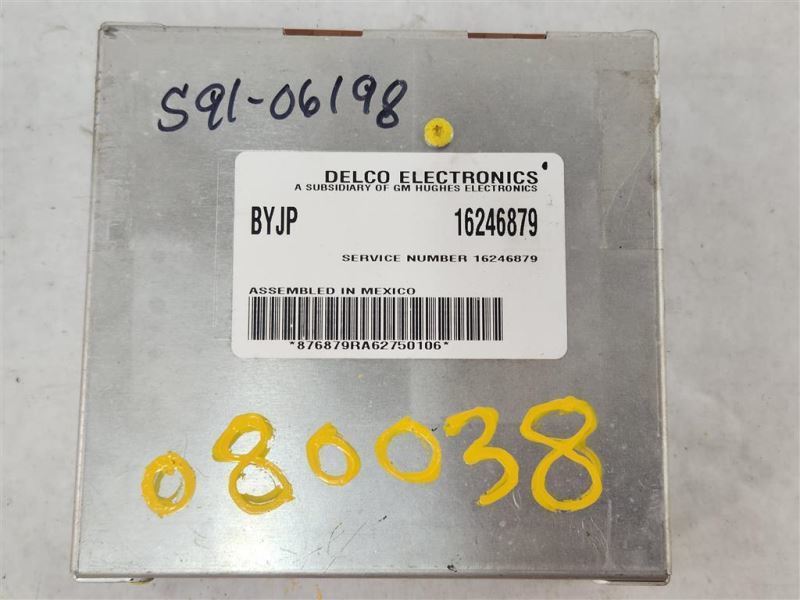 S91-06198
DELCO ELECTRONICS
A SUBSIDIARY OF GM HUGHES ELECTRONICS
BYJP 16246879
SERVICE NUMBER 16246879
ASSEMBLED IN MEXICO
*876879RA62750106*
080038